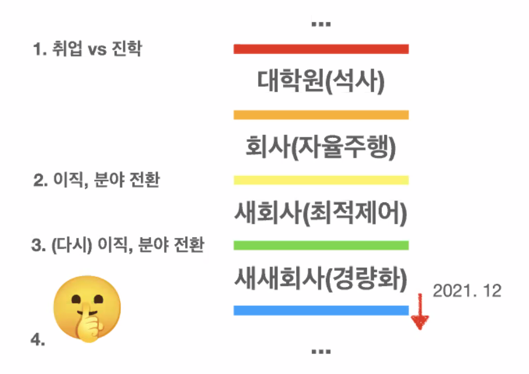 ...
1. 취업 vs 진학
대학원(석사)
회사(자율주행)
2. 이직, 분야 전환
새회사(최적제어)
3. (다시) 이직, 분야 전환
새새회사(경량화)
2021. 12
4.
...